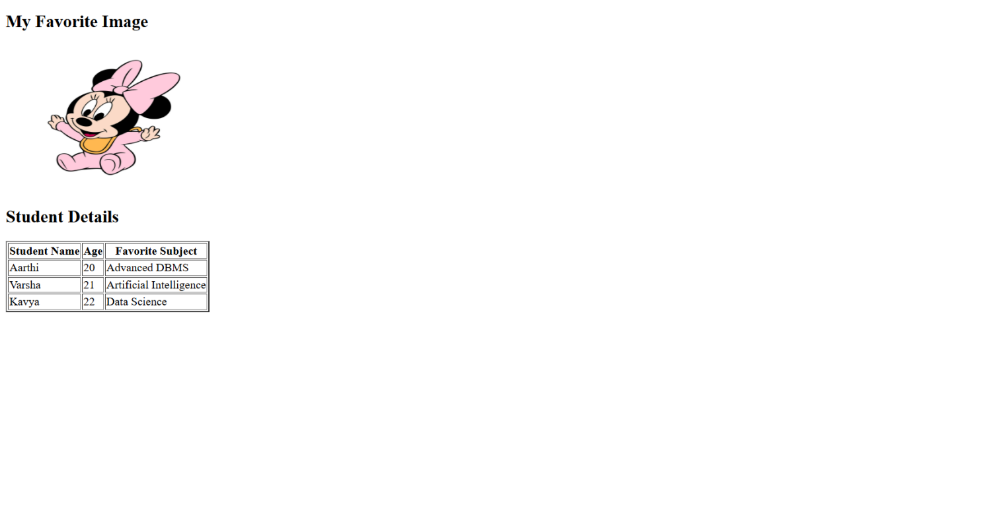 My Favorite Image
Student Details
Student Name Age Favorite Subject
Aarthi 20 Advanced DBMS
Varsha 21 Artificial Intelligence
Kavya 22 Data Science